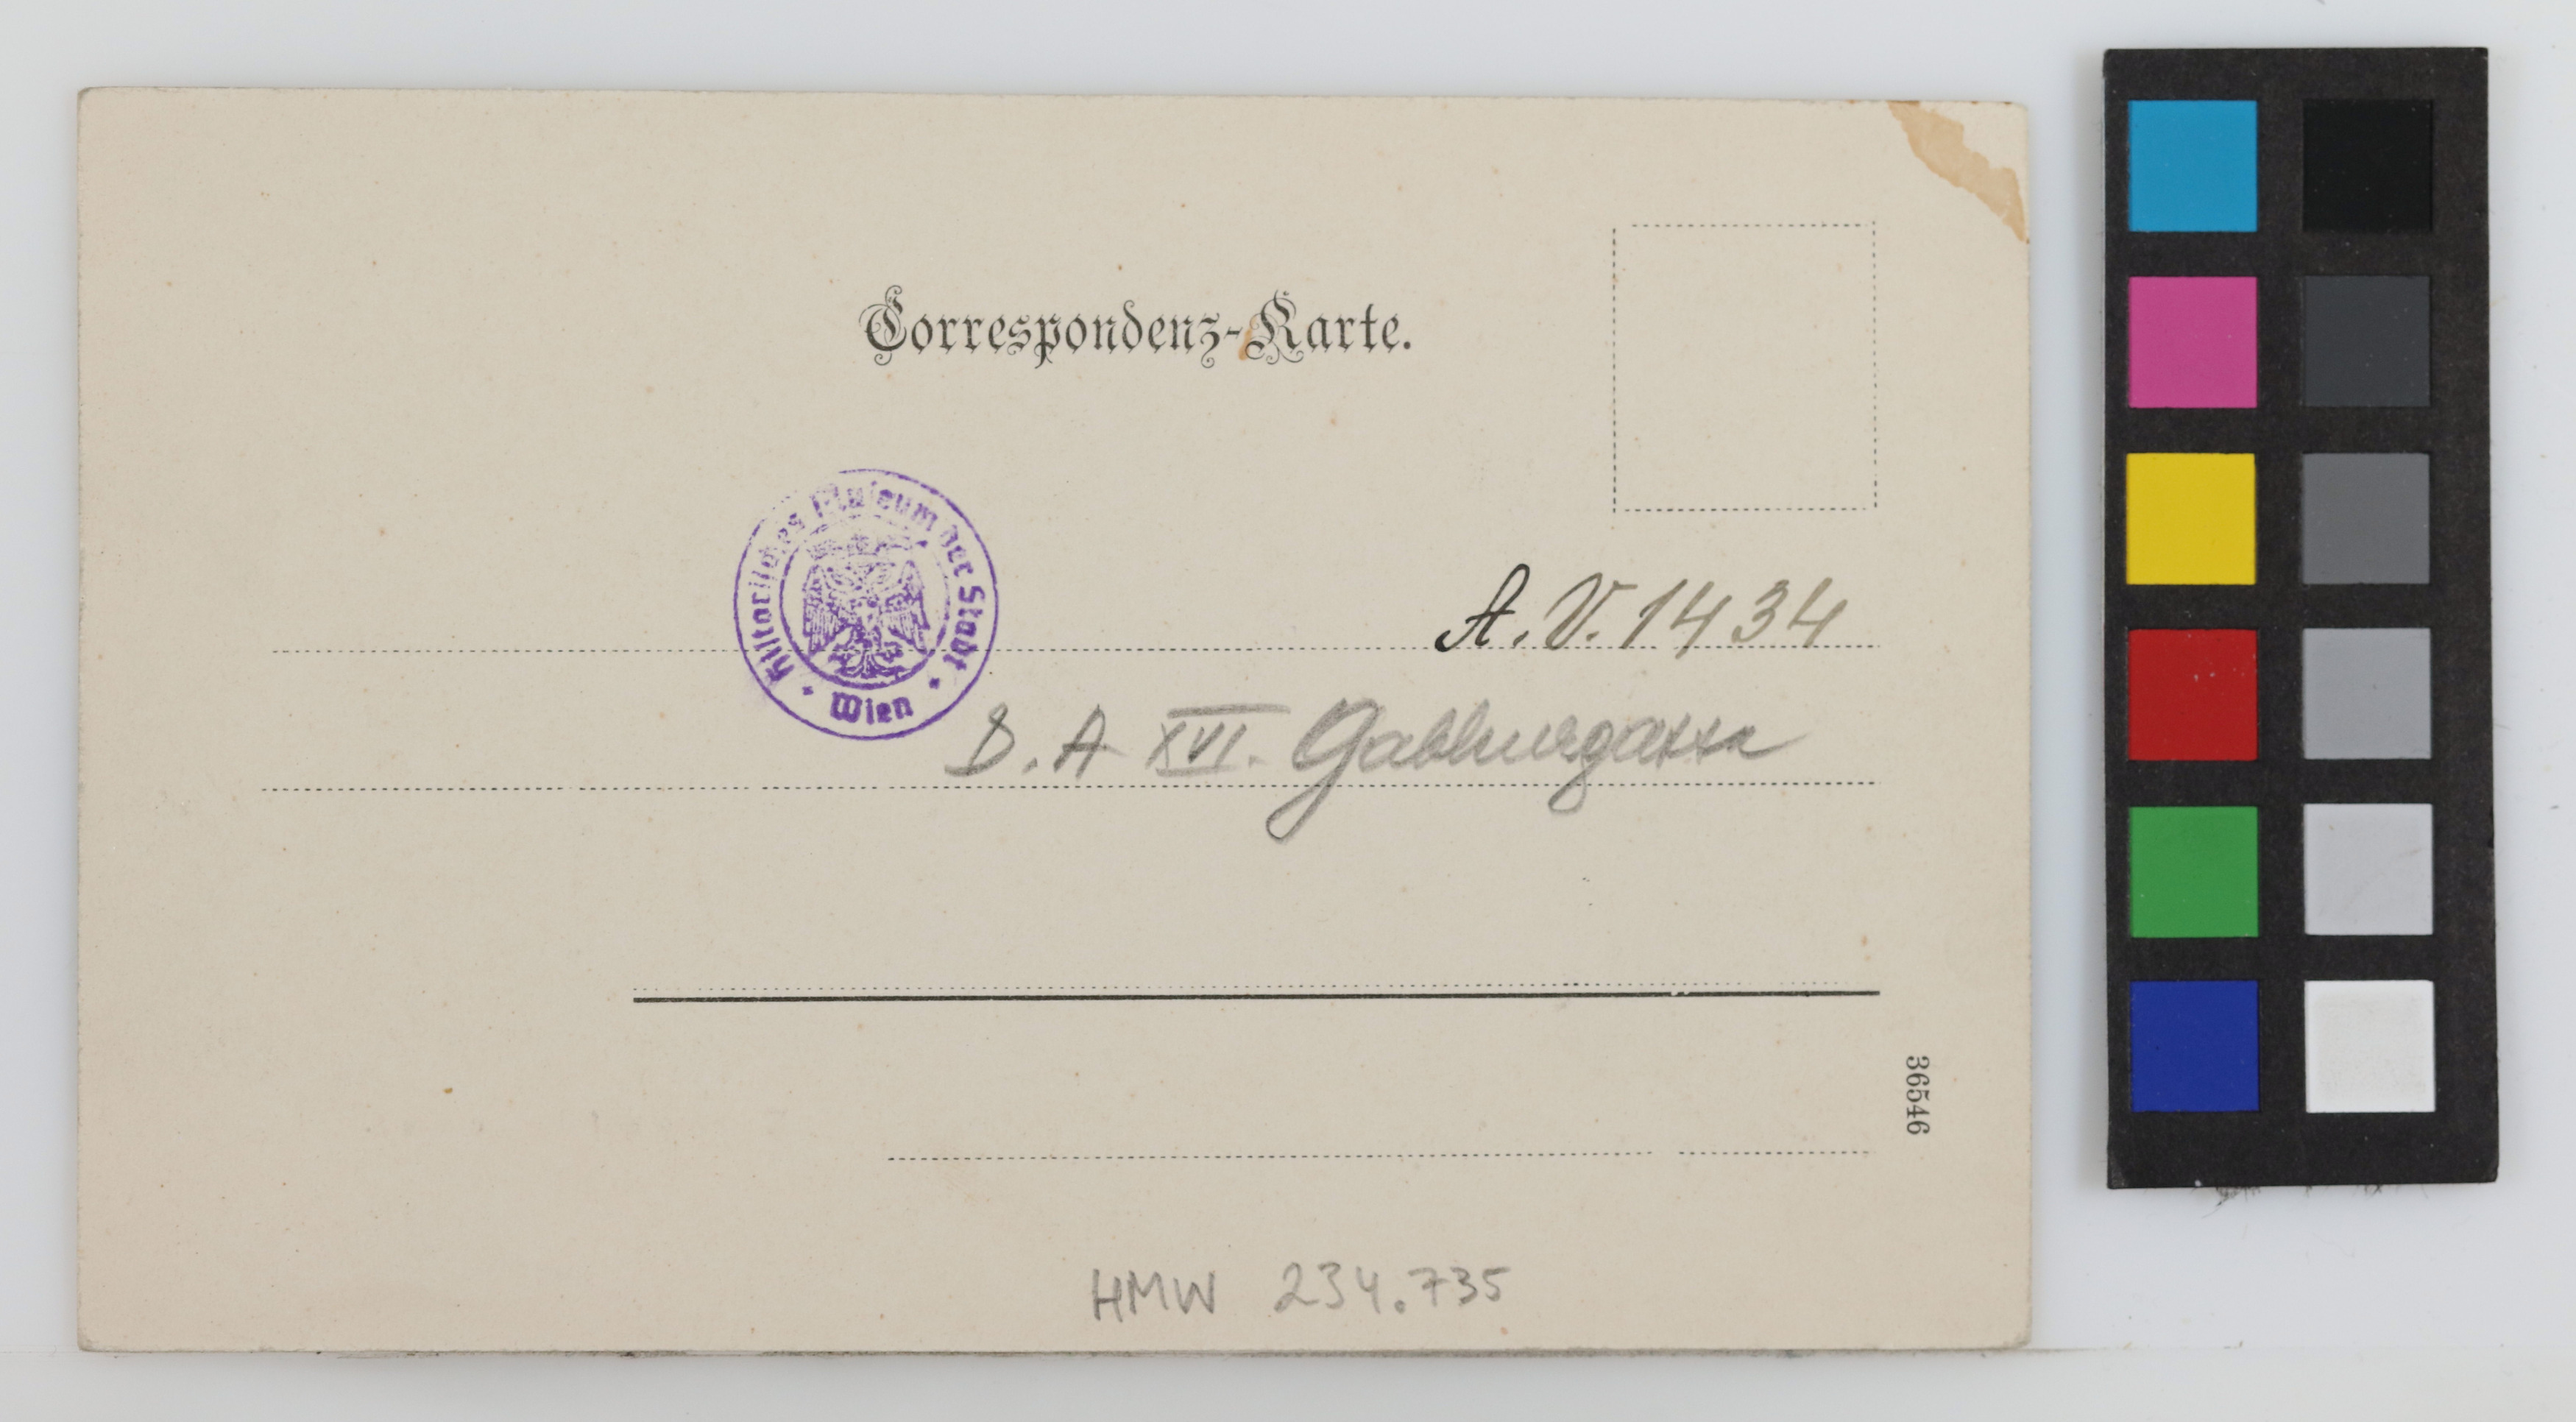 Correspondenz-Karte.
Historisches Museum der Stadt
Wien
A. V. 1434
B. A XVI. Gablenzgasse
36546
HMW 234.735